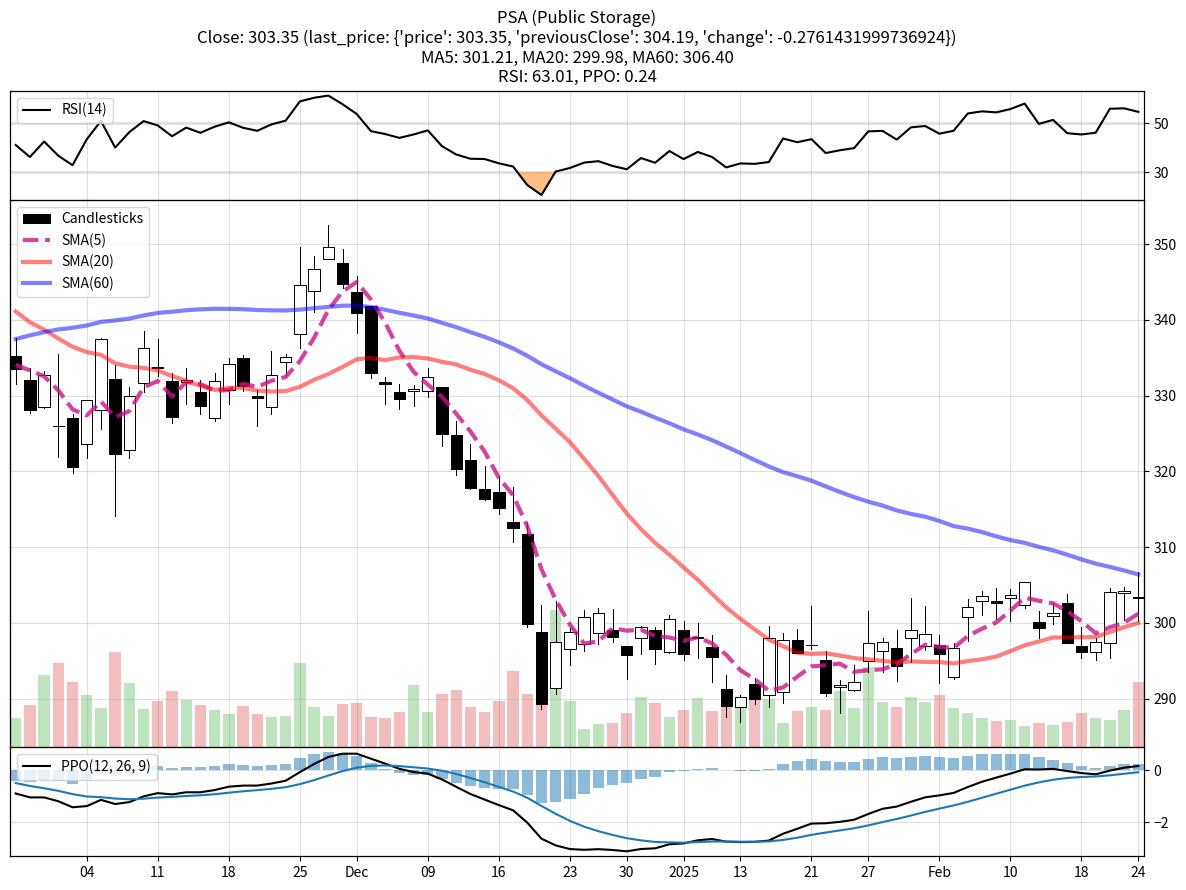 PSA (Public Storage)
Close: 303.35 (last_price: {'price': 303.35, 'previousClose': 304.19, 'change': -0.2761431999736924})
MA5: 301.21, MA20: 299.98, MA60: 306.40
RSI: 63.01, PPO: 0.24
RSI(14)
50
30
Candlesticks
SMA(5)
SMA(20)
SMA(60)
350
340
330
320
310
300
290
PPO(12, 26, 9)
0
−2
04 11 18 25 Dec 09 16 23 30 2025 13 21 27 Feb 10 18 24